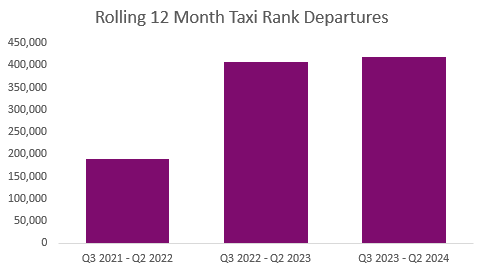 Rolling 12 Month Taxi Rank Departures
450,000
400,000
350,000
300,000
250,000
200,000
150,000
100,000
50,000
0
Q3 2021 - Q2 2022
Q3 2022 - Q2 2023
Q3 2023 - Q2 2024